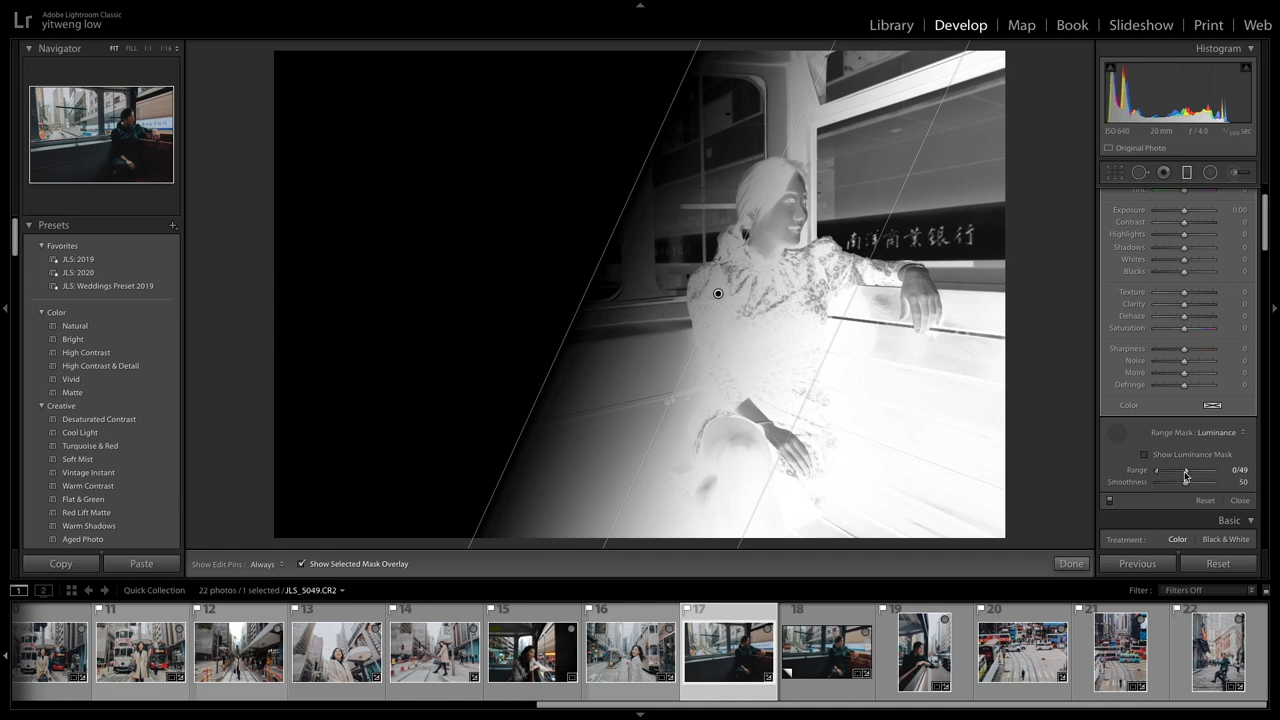 Lr
Adobe Lightroom Classic
yitweng low
Library | Develop | Map | Book | Slideshow | Print | Web
Navigator FIT FILL 1:1 1:16
Presets +
Favorites
JLS: 2019
JLS: 2020
JLS: Weddings Preset 2019
Color
Natural
Bright
High Contrast
High Contrast & Detail
Vivid
Matte
Creative
Desaturated Contrast
Cool Light
Turquoise & Red
Soft Mist
Vintage Instant
Warm Contrast
Flat & Green
Red Lift Matte
Warm Shadows
Aged Photo
Copy Paste
南洋商業銀行
Show Edit Pins : Always
Show Selected Mask Overlay
Done
Histogram
ISO 640 20 mm ƒ / 4.0 1/100 sec
Original Photo
Tint 0
Exposure 0.00
Contrast 0
Highlights 0
Shadows 0
Whites 0
Blacks 0
Texture 0
Clarity 0
Dehaze 0
Saturation 0
Sharpness 0
Noise 0
Moiré 0
Defringe 0
Color
Range Mask : Luminance
Show Luminance Mask
Range 0/49
Smoothness 50
Reset Close
Basic
Treatment : Color Black & White
Previous Reset
1 2 Quick Collection 22 photos / 1 selected / JLS_5049.CR2
Filter : Filters Off
11 12 13 14 15 16 17 18 19 20 21 22